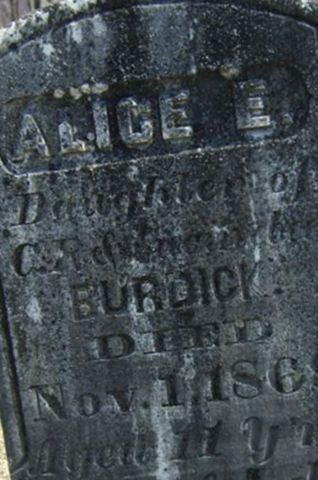 ALICE E.
Daughter of
C. R. &
BURDICK.
DIED
Nov. 1, 186
Aged 11 Y